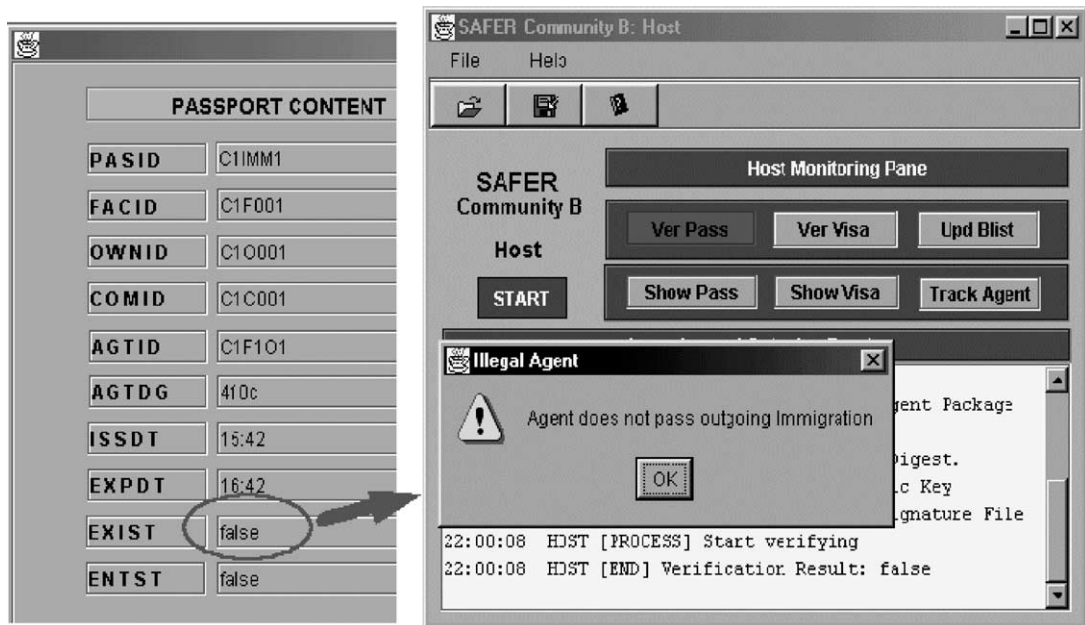 PASSPORT CONTENT
PASID C1IMM1
FACID C1F001
OWNID C1O001
COMID C1C001
AGTID C1F1O1
AGTDG 410c
ISSDT 15:42
EXPDT 16:42
EXIST false
ENTST false
SAFER Community B: Host
File Help
SAFER
Community B
Host
START
Host Monitoring Pane
Ver Pass Ver Visa Upd Blist
Show Pass Show Visa Track Agent
Illegal Agent
Agent does not pass outgoing Immigration
OK
gent Package
Digest.
c Key
ignature File
22:00:08 HOST [PROCESS] Start verifying
22:00:08 HOST [END] Verification Result: false